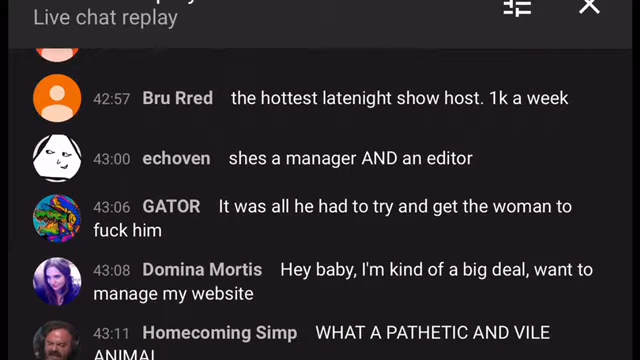 Live chat replay
42:57 Bru Rred the hottest latenight show host. 1k a week
43:00 echoven shes a manager AND an editor
43:06 GATOR It was all he had to try and get the woman to
fuck him
43:08 Domina Mortis Hey baby, I'm kind of a big deal, want to
manage my website
43:11 Homecoming Simp WHAT A PATHETIC AND VILE
ANIMAL